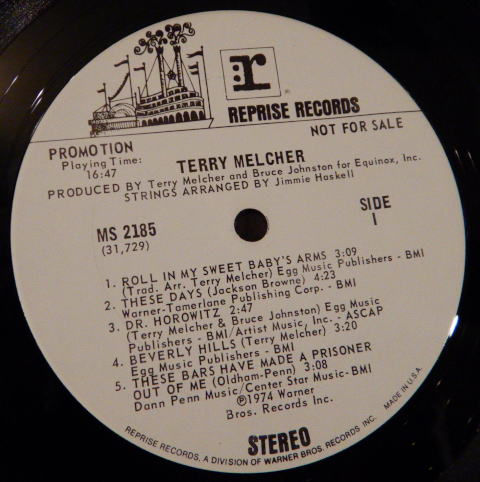 r
REPRISE RECORDS
PROMOTION
NOT FOR SALE
Playing Time:
16:47
TERRY MELCHER
PRODUCED BY Terry Melcher and Bruce Johnston for Equinox, Inc.
STRINGS ARRANGED BY Jimmie Haskell
MS 2185
(31,729)
SIDE
1
1. ROLL IN MY SWEET BABY'S ARMS 3:09
(Trad. Arr. Terry Melcher) Egg Music Publishers - BMI
2. THESE DAYS (Jackson Browne) 4:23
Warner-Tamerlane Publishing Corp. - BMI
3. DR. HOROWITZ 2:47
(Terry Melcher & Bruce Johnston) Egg Music
Publishers - BMI/Artist Music, Inc. - ASCAP
4. BEVERLY HILLS (Terry Melcher) 3:20
Egg Music Publishers - BMI
5. THESE BARS HAVE MADE A PRISONER
OUT OF ME (Oldham-Penn) 3:08
Dann Penn Music/Center Star Music-BMI
℗1974 Warner
Bros. Records Inc.
STEREO
REPRISE RECORDS, A DIVISION OF WARNER BROS. RECORDS INC. MADE IN U.S.A.